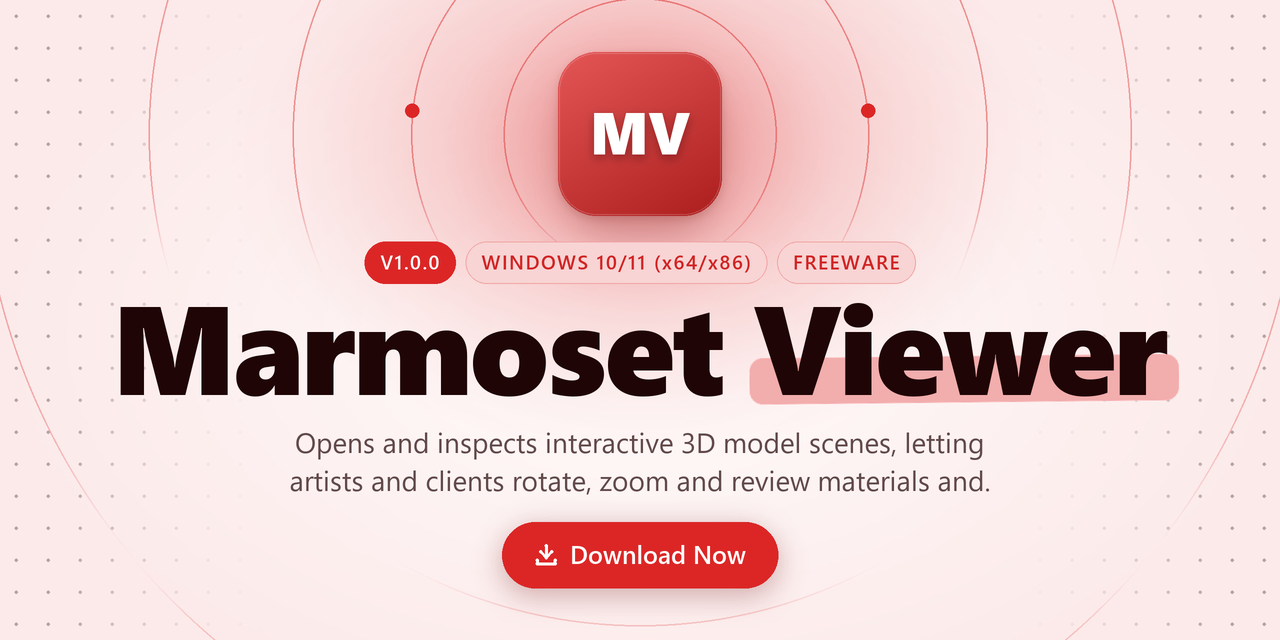 MV
V1.0.0 WINDOWS 10/11 (x64/x86) FREEWARE
Marmoset Viewer
Opens and inspects interactive 3D model scenes, letting
artists and clients rotate, zoom and review materials and.
Download Now